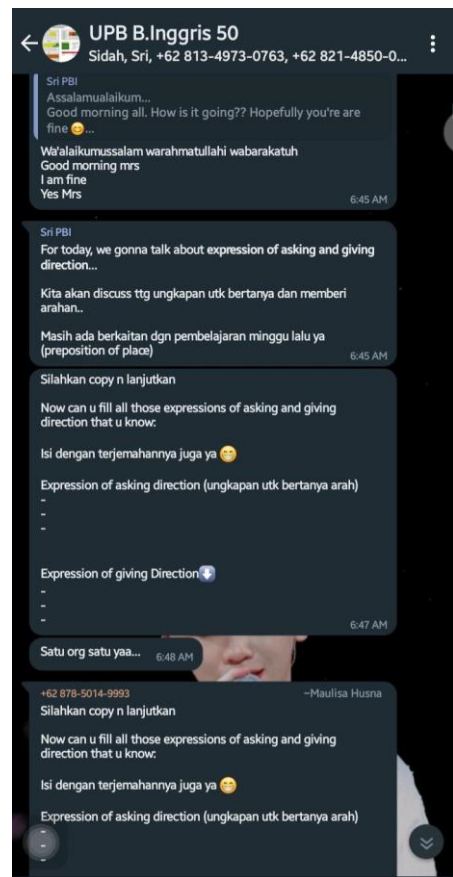 UPB B.Inggris 50
Sidah, Sri, +62 813-4973-0763, +62 821-4850-0...
Sri PBI
Assalamualaikum...
Good morning all. How is it going?? Hopefully you're are
fine 😊...
Wa'alaikumussalam warahmatullahi wabarakatuh
Good morning mrs
I am fine
Yes Mrs
6:45 AM
Sri PBI
For today, we gonna talk about expression of asking and giving
direction...
Kita akan discuss ttg ungkapan utk bertanya dan memberi
arahan..
Masih ada berkaitan dgn pembelajaran minggu lalu ya
(preposition of place)
6:45 AM
Silahkan copy n lanjutkan
Now can u fill all those expressions of asking and giving
direction that u know:
Isi dengan terjemahannya juga ya 😁
Expression of asking direction (ungkapan utk bertanya arah)
-
-
-
Expression of giving Direction⬇️
-
-
-
6:47 AM
Satu org satu yaa...
6:48 AM
+62 878-5014-9993 ~Maulisa Husna
Silahkan copy n lanjutkan
Now can u fill all those expressions of asking and giving
direction that u know:
Isi dengan terjemahannya juga ya 😁
Expression of asking direction (ungkapan utk bertanya arah)
-
-
-